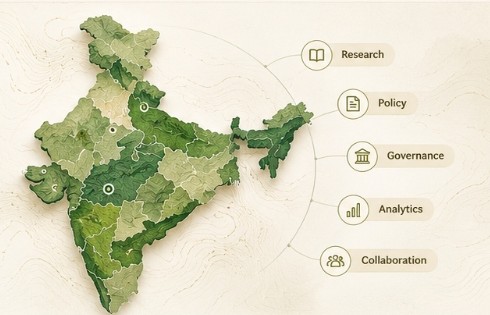 Research
Policy
Governance
Analytics
Collaboration